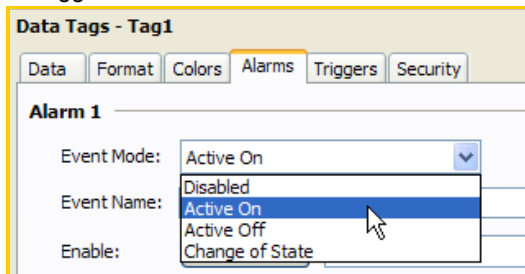 Data Tags - Tag1
Data Format Colors Alarms Triggers Security
Alarm 1
Event Mode: Active On
Disabled
Event Name: Active On
Active Off
Enable: Change of State